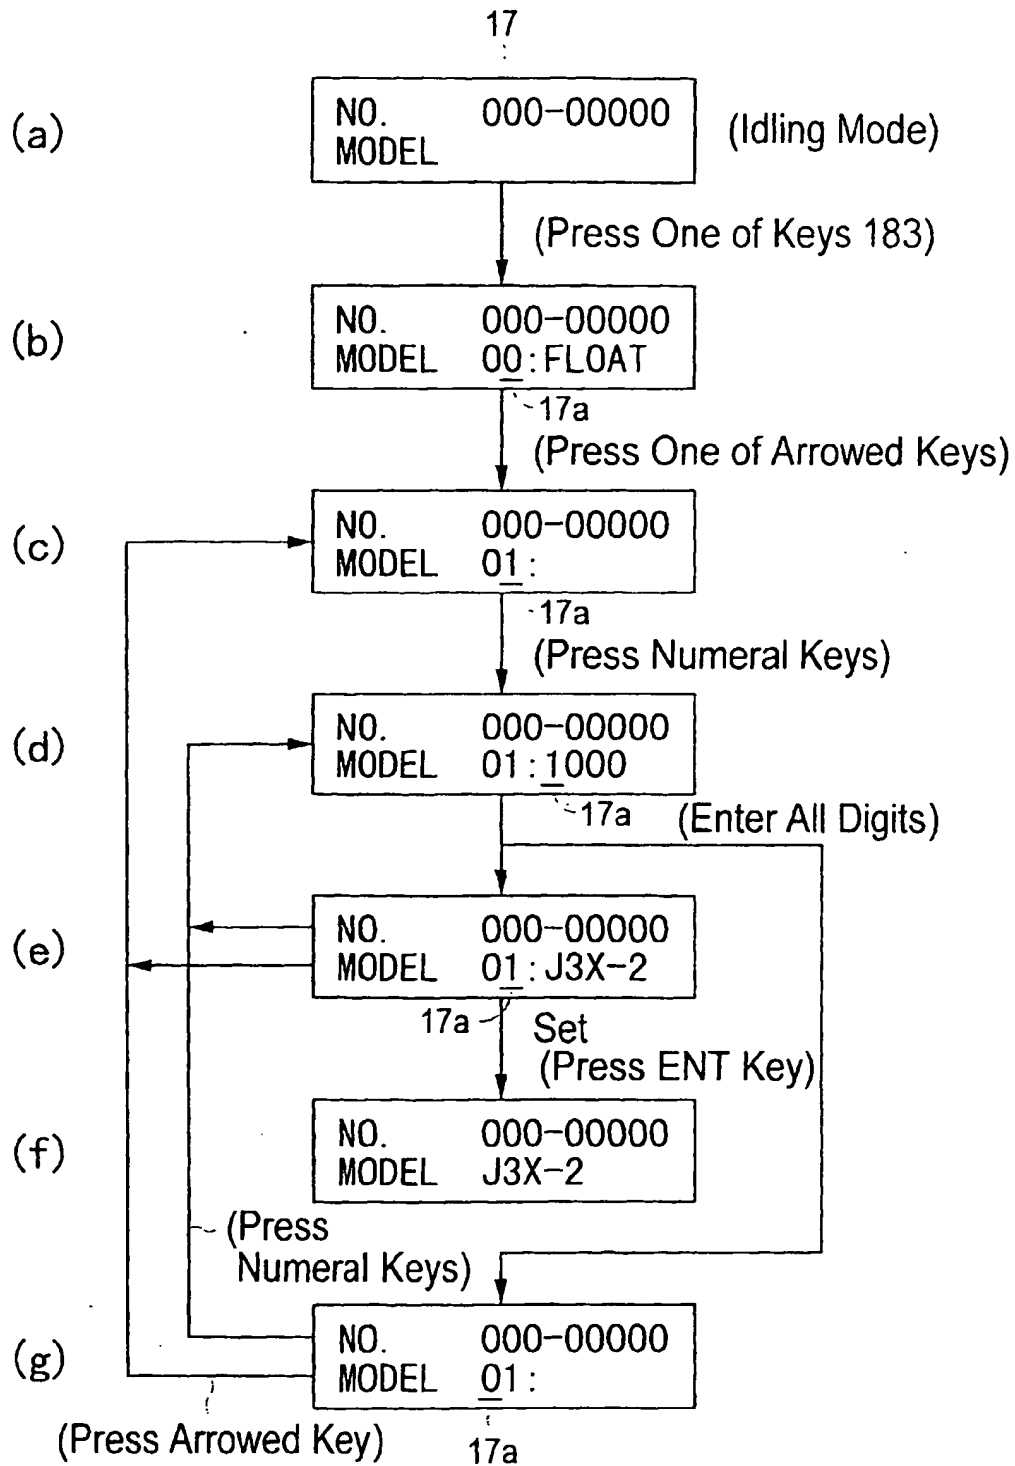 17
(a)
NO. 000-00000
MODEL
(Idling Mode)
(Press One of Keys 183)
(b)
NO. 000-00000
MODEL 00:FLOAT
17a
(Press One of Arrowed Keys)
(c)
NO. 000-00000
MODEL 01:
17a
(Press Numeral Keys)
(d)
NO. 000-00000
MODEL 01:1000
17a
(Enter All Digits)
(e)
NO. 000-00000
MODEL 01:J3X-2
17a
Set
(Press ENT Key)
(f)
NO. 000-00000
MODEL J3X-2
(Press
Numeral Keys)
(g)
NO. 000-00000
MODEL 01:
(Press Arrowed Key)
17a